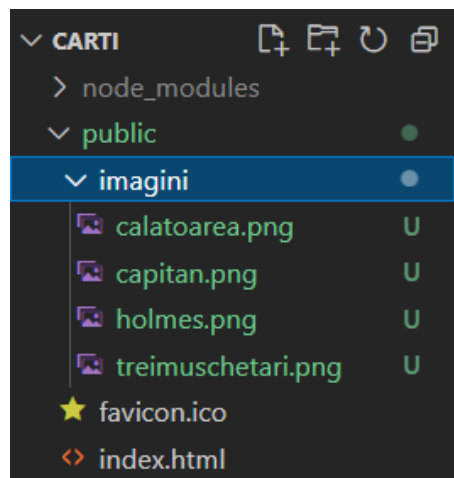 CARTI
node_modules
public
imagini
calatoarea.png U
capitan.png U
holmes.png U
treimuschetari.png U
favicon.ico
index.html